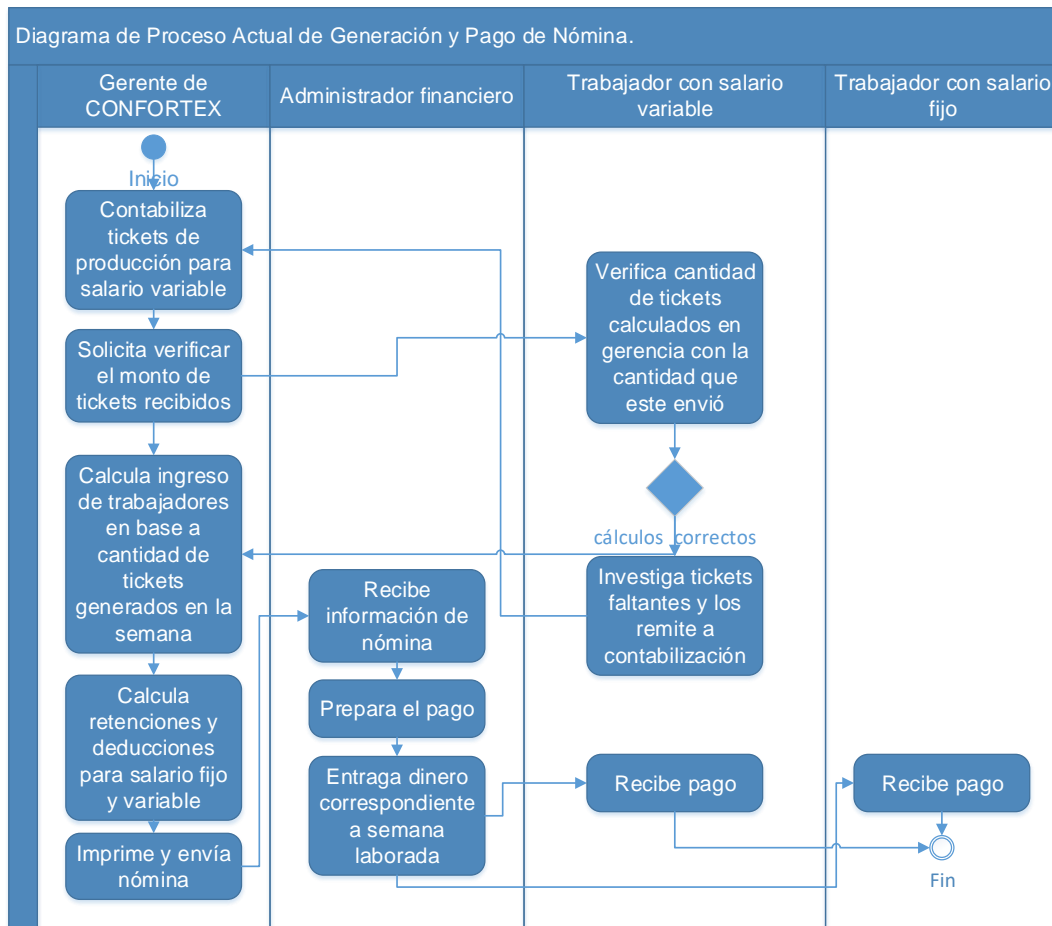 Diagrama de Proceso Actual de Generación y Pago de Nómina.
Gerente de
CONFORTEX
Administrador financiero
Trabajador con salario
variable
Trabajador con salario
fijo
Inicio
Contabiliza
tickets de
producción para
salario variable
Solicita verificar
el monto de
tickets recibidos
Calcula ingreso
de trabajadores
en base a
cantidad de
tickets
generados en la
semana
Calcula
retenciones y
deducciones
para salario fijo
y variable
Imprime y envía
nómina
Recibe
información de
nómina
Prepara el pago
Entraga dinero
correspondiente
a semana
laborada
Verifica cantidad
de tickets
calculados en
gerencia con la
cantidad que
este envió
cálculos correctos
Investiga tickets
faltantes y los
remite a
contabilización
Recibe pago
Recibe pago
Fin